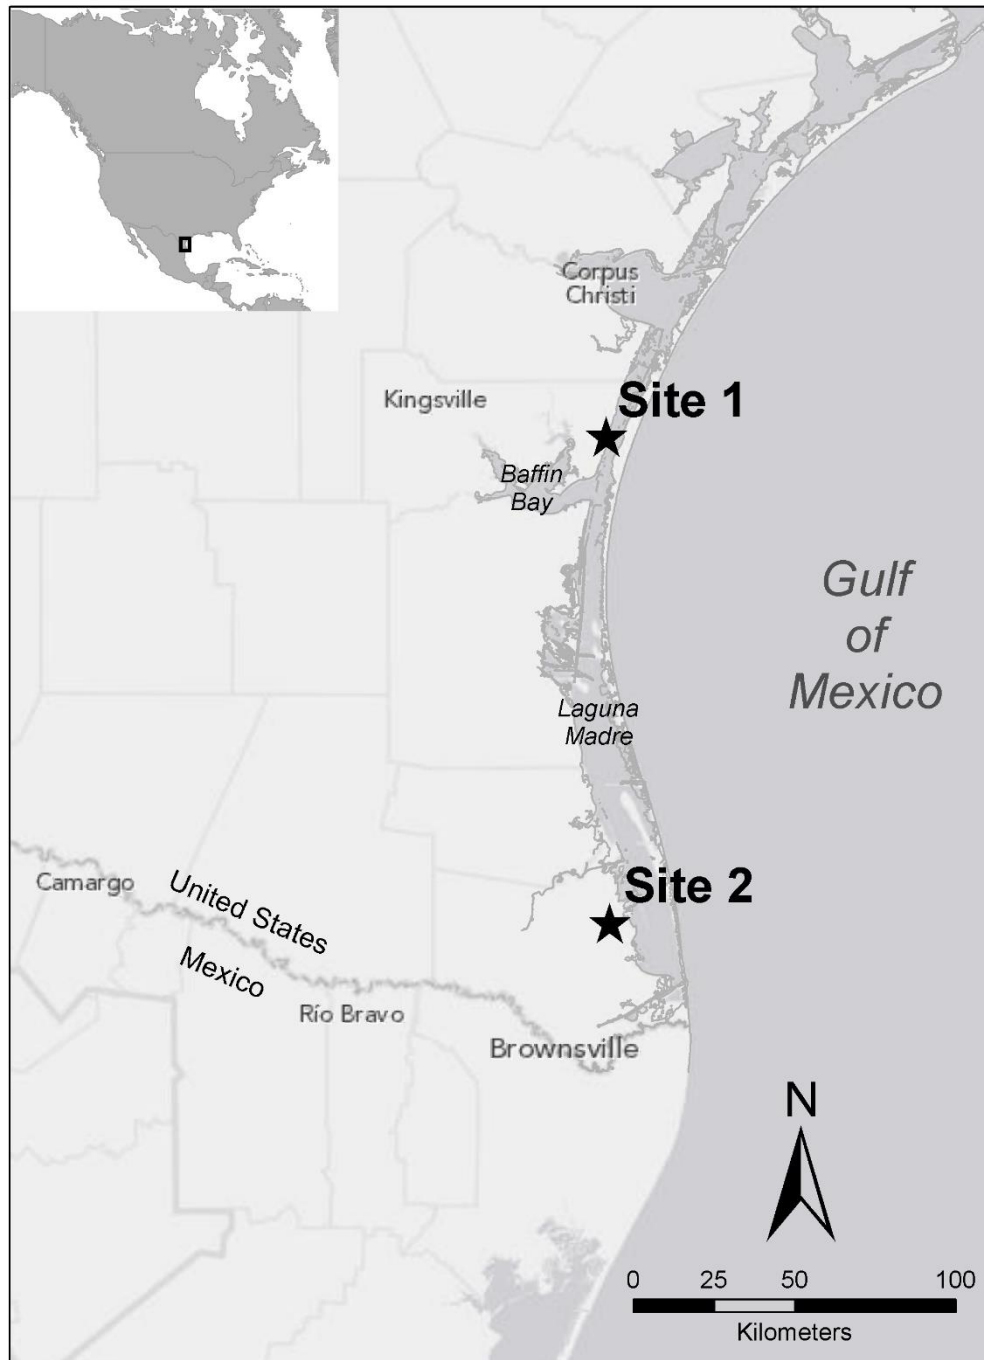 Corpus
Christi
Kingsville
Site 1
Baffin
Bay
Gulf
of
Mexico
Laguna
Madre
Site 2
Camargo
United States
Mexico
Río Bravo
Brownsville
N
0 25 50 100
Kilometers